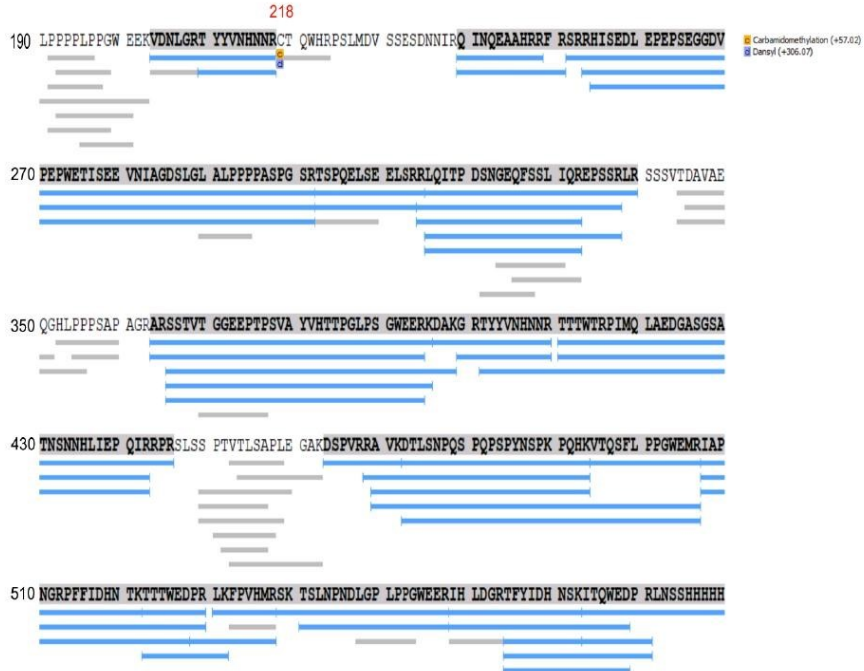 218
190 LPPPPLPPGW EEKVDNLGRT YYVNHNNRCT QWHRPSLMDV SSESDNNIRQ INQEAAHRRF RSRRHISEDL EPEPSEGGDV
c
d
c Carbamidomethylation (+57.02)
d Dansyl (+306.07)
270 PEPWETISEE VNIAGDSLGL ALPPPPASPG SRTSPQELSE ELSRRLQITP DSNGEQFSSL IQREPSSRLR SSSVTDAVAE
350 QGHLPPPSAP AGRARSSTVT GGEEPTPSVA YVHTTPGLPS GWEERKDAKG RTYYVNHNNR TTTWTRPIMQ LAEDGASGSA
430 TNSNNHLIEP QIRRPRSLSS PTVTLSAPLE GAKDSPVRRA VKDTLSNPQS PQPSPYNSPK PQHKVTQSFL PPGWEMRIAP
510 NGRPFFIDHN TKTTTWEDPR LKFPVHMRSK TSLNPNDLGP LPPGWEERIH LDGRTFYIDH NSKITQWEDP RLNSSHHHHH